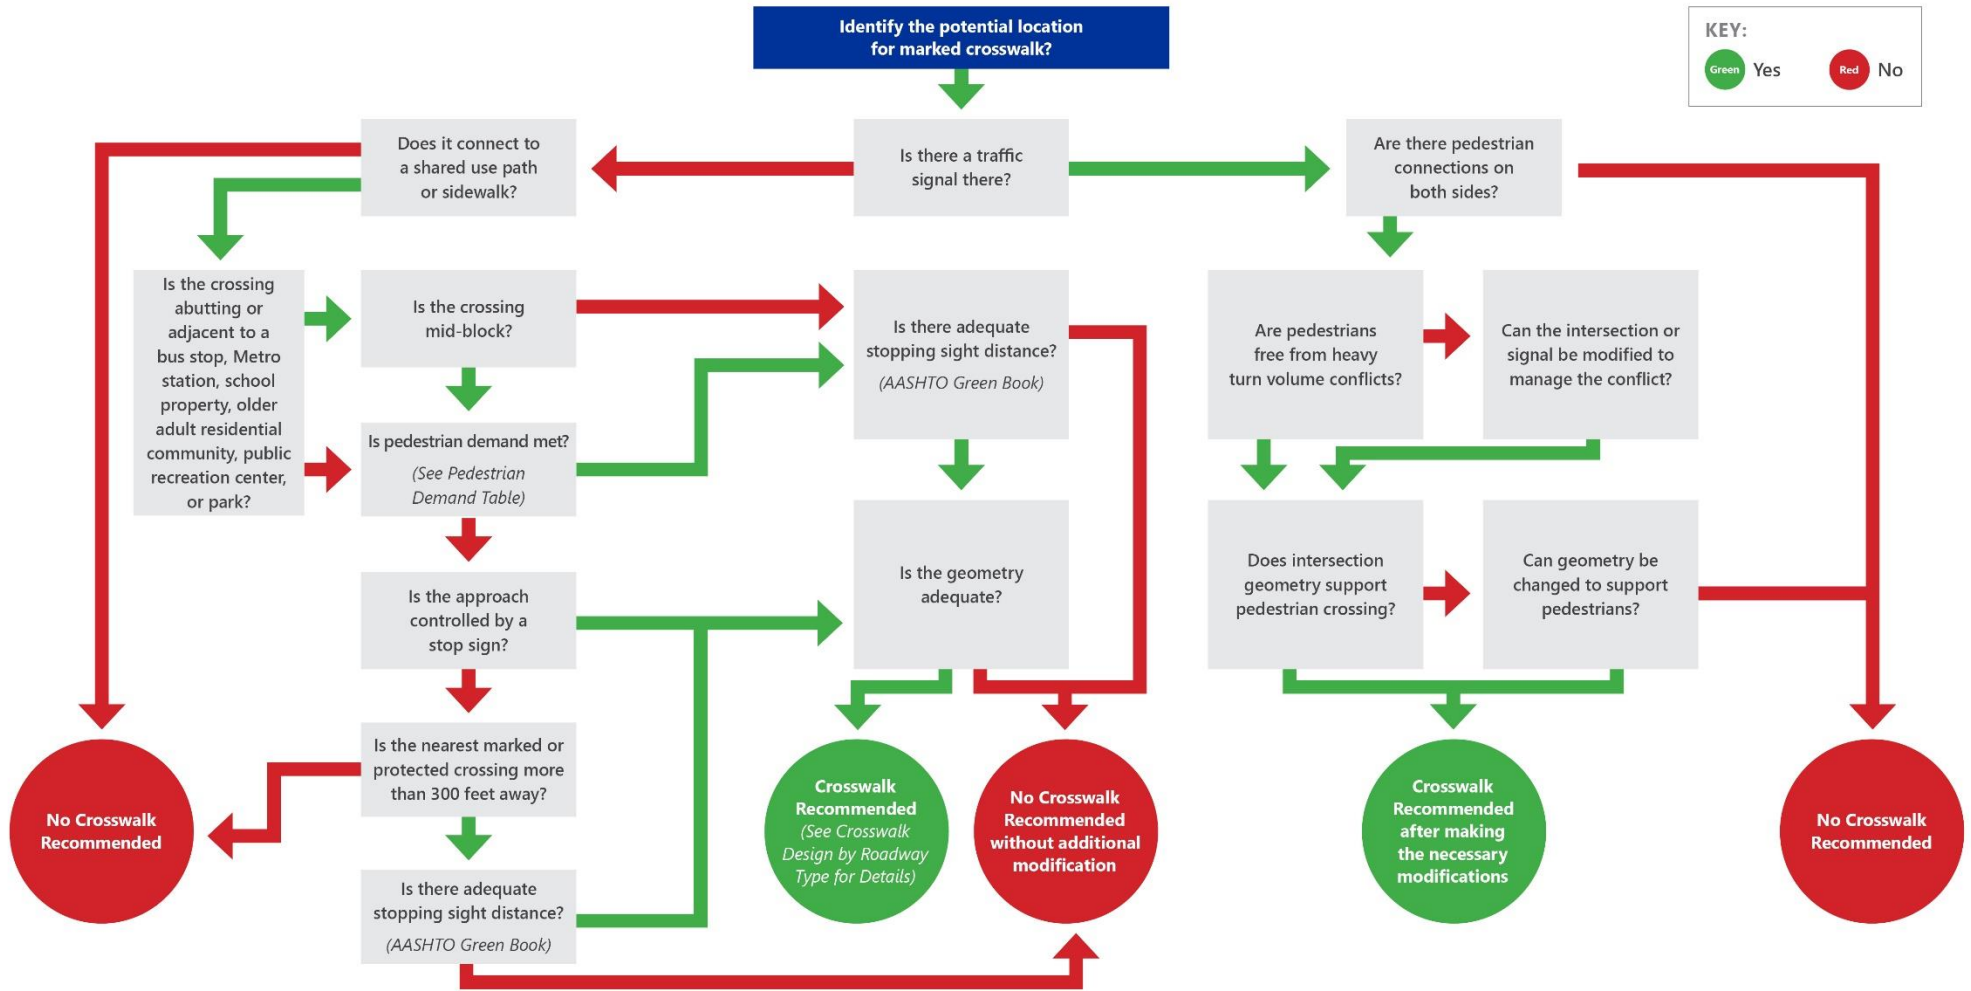 Identify the potential location
for marked crosswalk?
KEY:
Green Yes
Red No
Does it connect to
a shared use path
or sidewalk?
Is there a traffic
signal there?
Are there pedestrian
connections on
both sides?
Is the crossing
abutting or
adjacent to a
bus stop, Metro
station, school
property, older
adult residential
community, public
recreation center,
or park?
Is the crossing
mid-block?
Is there adequate
stopping sight distance?
(AASHTO Green Book)
Are pedestrians
free from heavy
turn volume conflicts?
Can the intersection or
signal be modified to
manage the conflict?
Is pedestrian demand met?
(See Pedestrian
Demand Table)
Is the approach
controlled by a
stop sign?
Is the geometry
adequate?
Does intersection
geometry support
pedestrian crossing?
Can geometry be
changed to support
pedestrians?
Is the nearest marked or
protected crossing more
than 300 feet away?
Is there adequate
stopping sight distance?
(AASHTO Green Book)
No Crosswalk
Recommended
Crosswalk
Recommended
(See Crosswalk
Design by Roadway
Type for Details)
No Crosswalk
Recommended
without additional
modification
Crosswalk
Recommended
after making
the necessary
modifications
No Crosswalk
Recommended